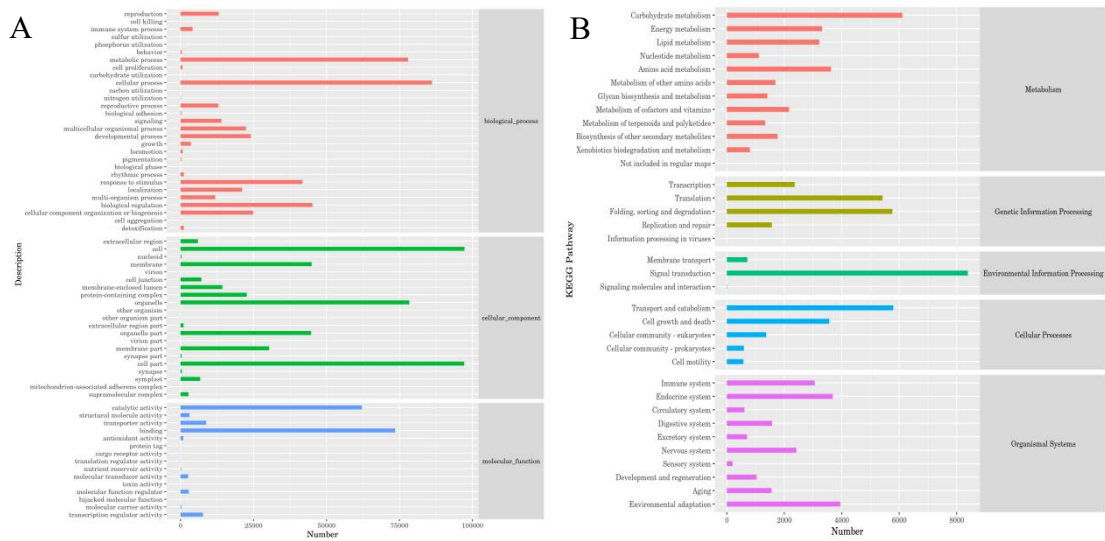 A
Description
reproduction
cell killing
immune system process
sulfur utilization
phosphorus utilization
behavior
metabolic process
cell proliferation
carbohydrate utilization
cellular process
carbon utilization
nitrogen utilization
reproductive process
biological adhesion
signaling
multicellular organismal process
developmental process
growth
locomotion
pigmentation
biological phase
rhythmic process
response to stimulus
localization
multi-organism process
biological regulation
cellular component organization or biogenesis
cell aggregation
detoxification
biological_process
extracellular region
cell
nucleoid
membrane
virion
cell junction
membrane-enclosed lumen
protein-containing complex
organelle
other organism
other organism part
extracellular region part
organelle part
virion part
membrane part
synapse part
cell part
synapse
symplast
mitochondrion-associated adherens complex
supramolecular complex
cellular_component
catalytic activity
structural molecule activity
transporter activity
binding
antioxidant activity
protein tag
cargo receptor activity
translation regulator activity
nutrient reservoir activity
molecular transducer activity
toxin activity
molecular function regulator
hijacked molecular function
molecular carrier activity
transcription regulator activity
molecular_function
0 25000 50000 75000 100000
Number
B
KEGG Pathway
Carbohydrate metabolism
Energy metabolism
Lipid metabolism
Nucleotide metabolism
Amino acid metabolism
Metabolism of other amino acids
Glycan biosynthesis and metabolism
Metabolism of cofactors and vitamins
Metabolism of terpenoids and polyketides
Biosynthesis of other secondary metabolites
Xenobiotics biodegradation and metabolism
Not included in regular maps
Metabolism
Transcription
Translation
Folding, sorting and degradation
Replication and repair
Information processing in viruses
Genetic Information Processing
Membrane transport
Signal transduction
Signaling molecules and interaction
Environmental Information Processing
Transport and catabolism
Cell growth and death
Cellular community - eukaryotes
Cellular community - prokaryotes
Cell motility
Cellular Processes
Immune system
Endocrine system
Circulatory system
Digestive system
Excretory system
Nervous system
Sensory system
Development and regeneration
Aging
Environmental adaptation
Organismal Systems
0 2000 4000 6000 8000
Number